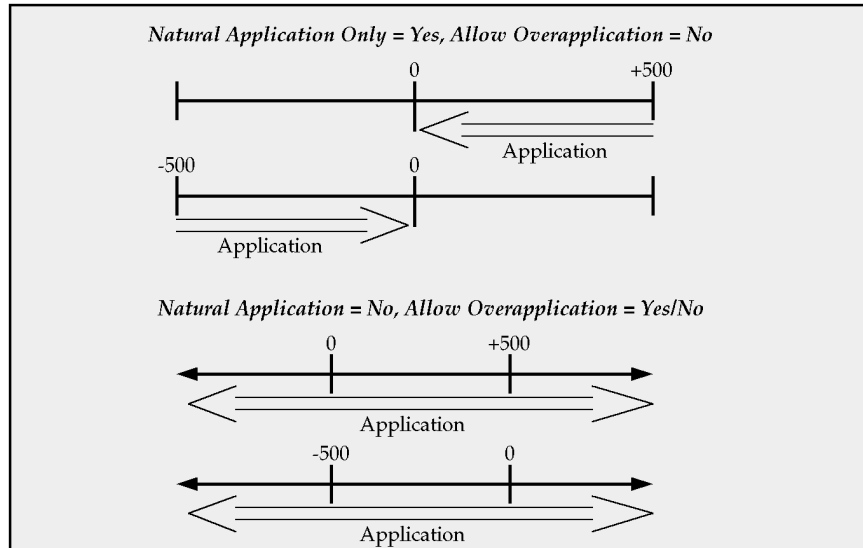 Natural Application Only = Yes, Allow Overapplication = No
0 +500
Application
-500 0
Application
Natural Application = No, Allow Overapplication = Yes/No
0 +500
Application
-500 0
Application